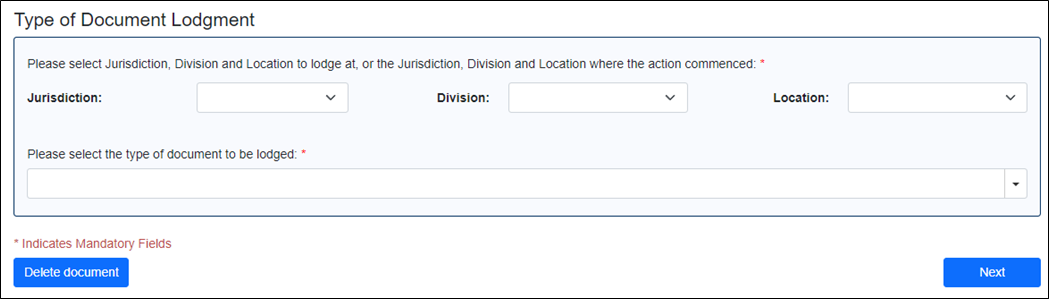 Type of Document Lodgment
Please select Jurisdiction, Division and Location to lodge at, or the Jurisdiction, Division and Location where the action commenced: *
Jurisdiction: Division: Location:
Please select the type of document to be lodged: *
* Indicates Mandatory Fields
Delete document Next